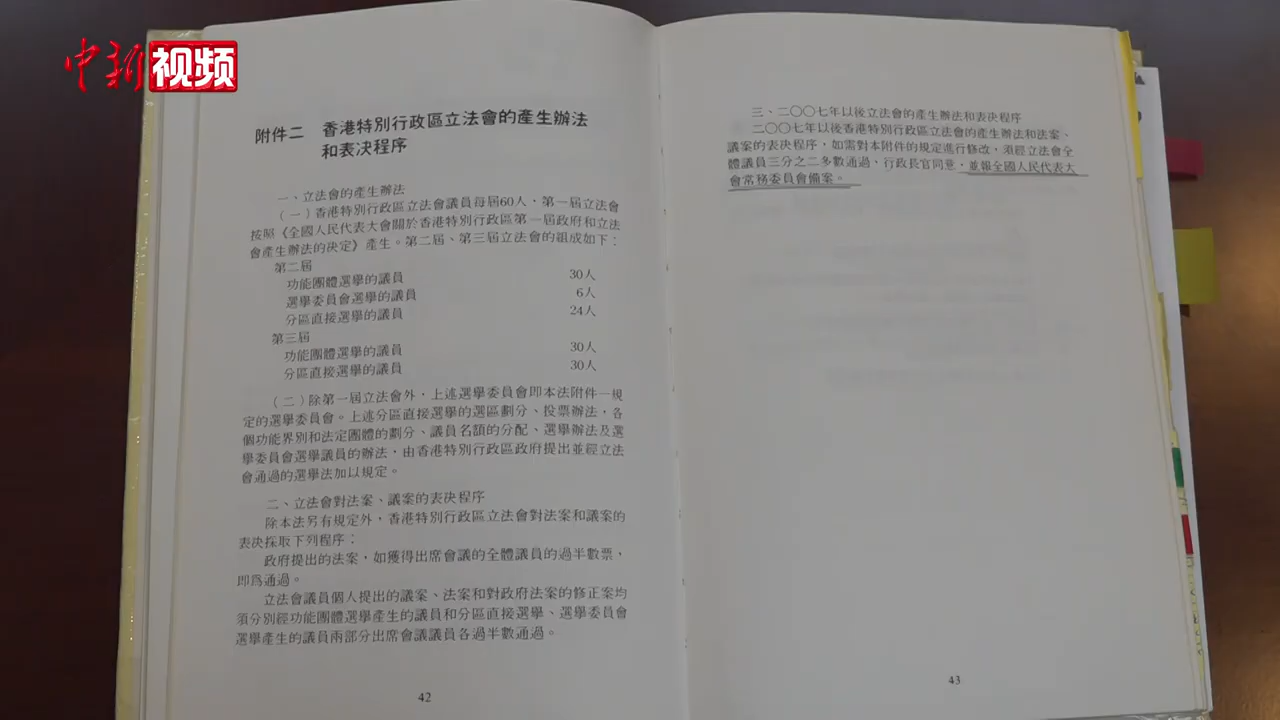 中新视频
附件二 香港特別行政區立法會的產生辦法
和表決程序
一、立法會的產生辦法
(一)香港特別行政區立法會議員每屆60人，第一屆立法會
按照《全國人民代表大會關於香港特別行政區第一屆政府和立法
會產生辦法的決定》產生。第二屆、第三屆立法會的組成如下：
第二屆
功能團體選舉的議員 30人
選舉委員會選舉的議員 6人
分區直接選舉的議員 24人
第三屆
功能團體選舉的議員 30人
分區直接選舉的議員 30人
(二)除第一屆立法會外，上述選舉委員會即本法附件一規
定的選舉委員會。上述分區直接選舉的選區劃分、投票辦法，各
個功能界別和法定團體的劃分、議員名額的分配、選舉辦法及選
舉委員會選舉議員的辦法，由香港特別行政區政府提出並經立法
會通過的選舉法加以規定。
二、立法會對法案、議案的表決程序
除本法另有規定外，香港特別行政區立法會對法案和議案的
表決採取下列程序：
政府提出的法案，如獲得出席會議的全體議員的過半數票，
即爲通過。
立法會議員個人提出的議案、法案和對政府法案的修正案均
須分別經功能團體選舉產生的議員和分區直接選舉、選舉委員會
選舉產生的議員兩部分出席會議議員各過半數通過。
42
三、二〇〇七年以後立法會的產生辦法和表決程序
二〇〇七年以後香港特別行政區立法會的產生辦法和法案、
議案的表決程序，如需對本附件的規定進行修改，須經立法會全
體議員三分之二多數通過，行政長官同意，並報全國人民代表大
會常務委員會備案。
43